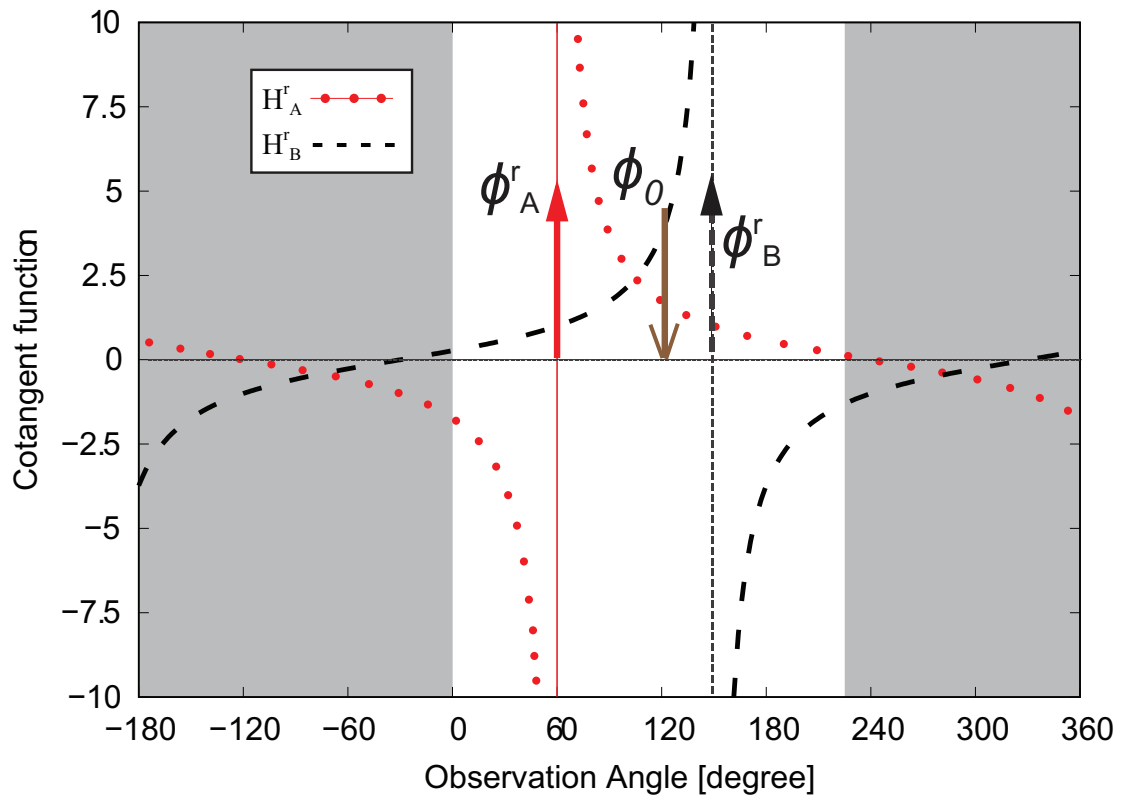 10
7.5
5
2.5
0
−2.5
−5
−7.5
−10
Cotangent function
H^r_A
H^r_B
ϕ^r_A
ϕ_0
ϕ^r_B
−180 −120 −60 0 60 120 180 240 300 360
Observation Angle [degree]